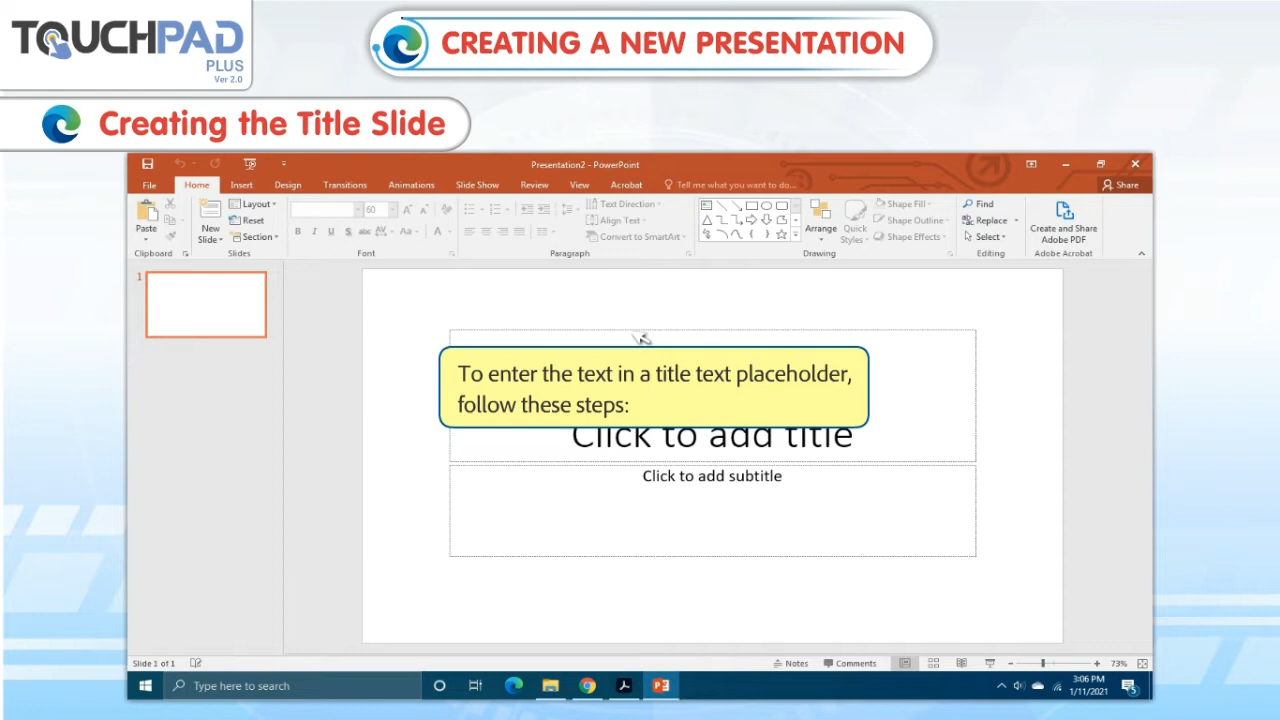 TOUCHPAD
PLUS
Ver 2.0
CREATING A NEW PRESENTATION
Creating the Title Slide
Presentation2 - PowerPoint
File Home Insert Design Transitions Animations Slide Show Review View Acrobat Tell me what you want to do... Share
Paste
Clipboard
New
Slide
Layout
Reset
Section
Slides
60
B I U S abc AV Aa A
Font
Text Direction
Align Text
Convert to SmartArt
Paragraph
Arrange
Quick
Styles
Shape Fill
Shape Outline
Shape Effects
Drawing
Find
Replace
Select
Editing
Create and Share
Adobe PDF
Adobe Acrobat
1
To enter the text in a title text placeholder,
follow these steps:
Click to add title
Click to add subtitle
Slide 1 of 1
Notes Comments 73%
Type here to search
3:06 PM
1/11/2021
5